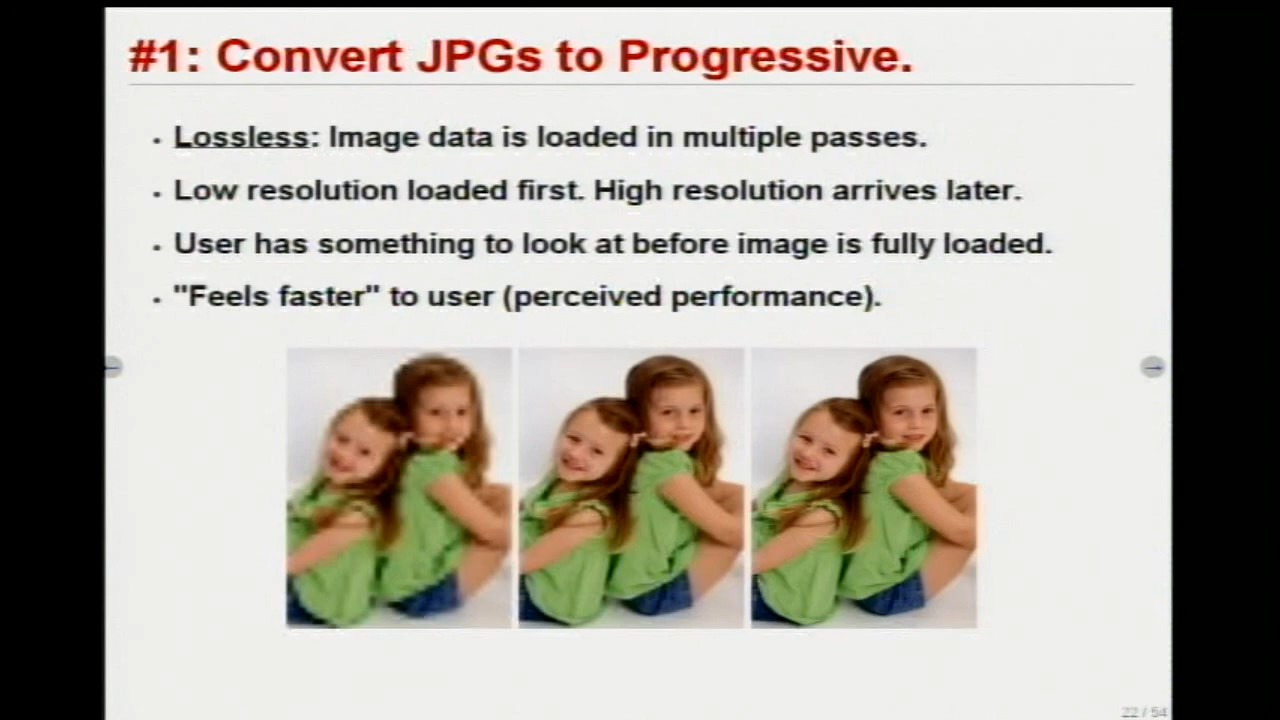 #1: Convert JPGs to Progressive.
Lossless: Image data is loaded in multiple passes.
Low resolution loaded first. High resolution arrives later.
User has something to look at before image is fully loaded.
"Feels faster" to user (perceived performance).
22 / 54